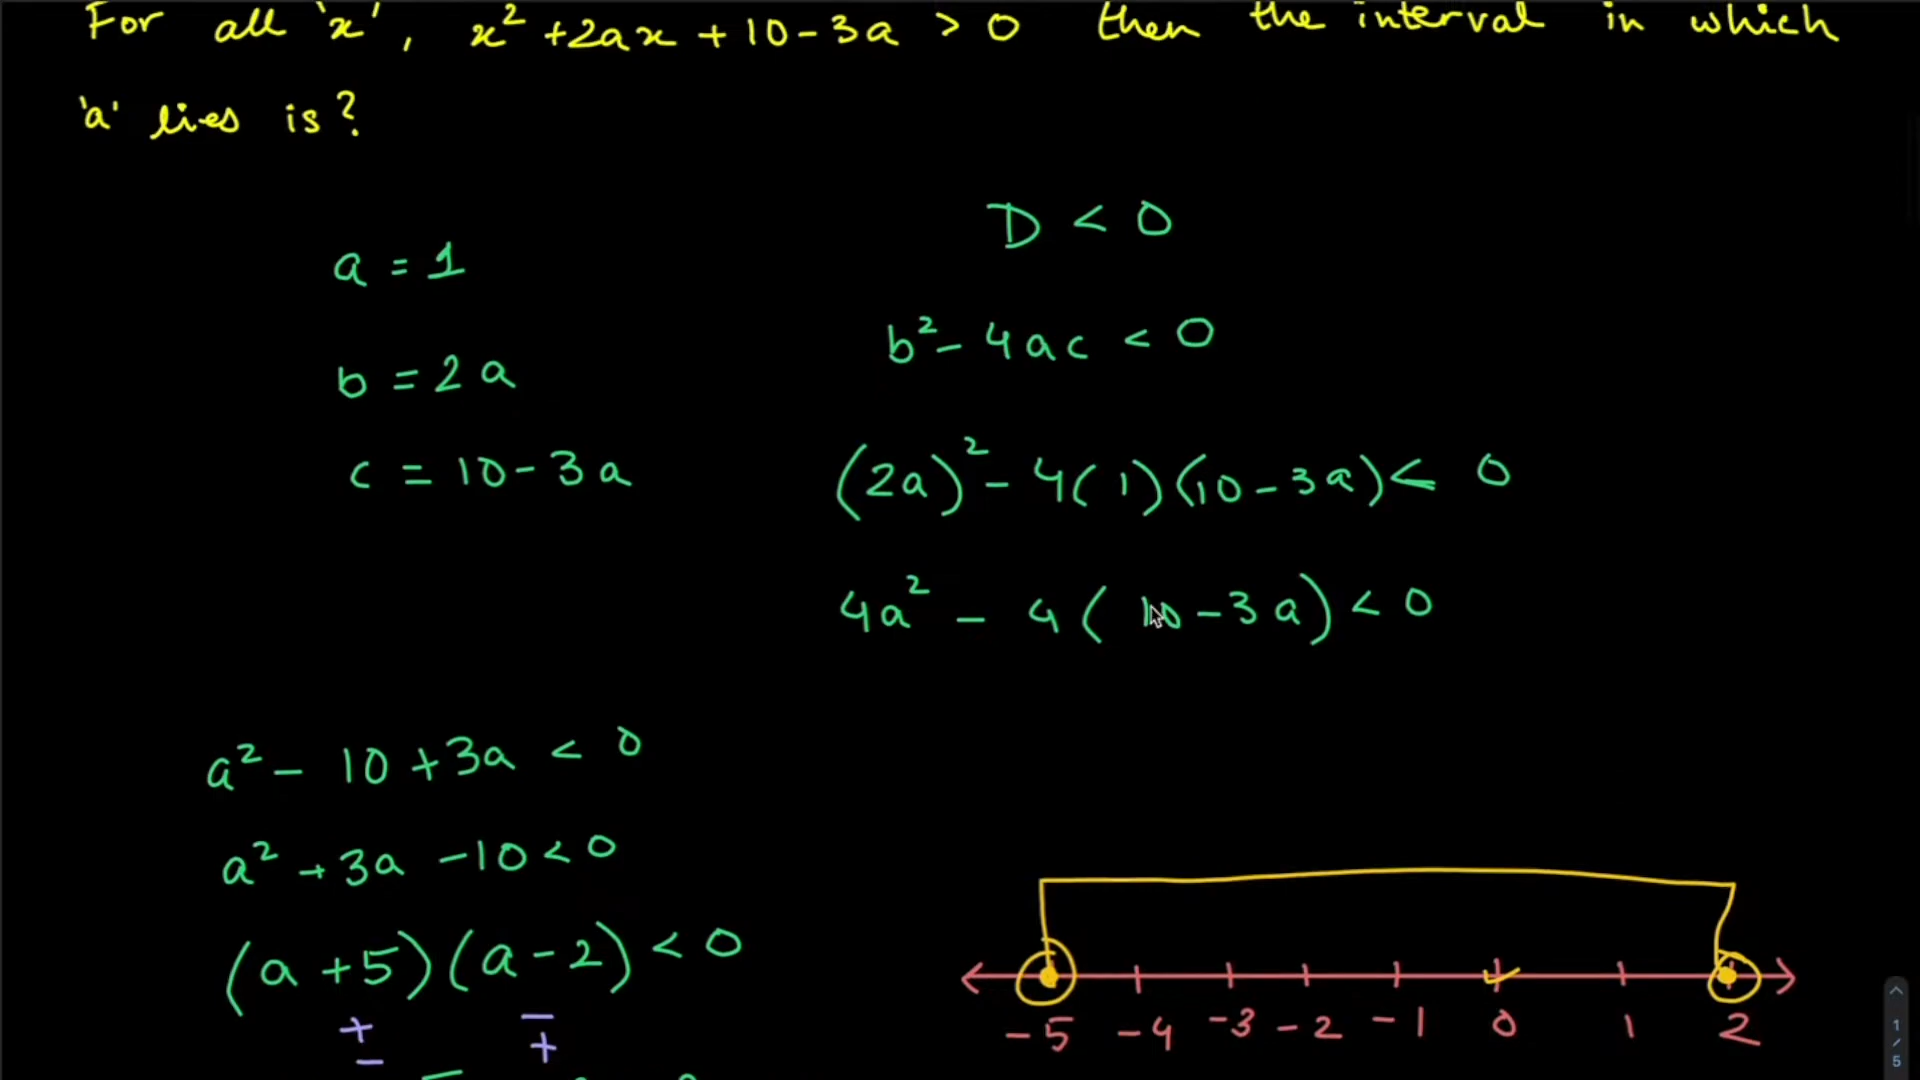 For all 'x', x² + 2ax + 10 - 3a > 0 then the interval in which
'a' lies is?
D < 0
a = 1
b² - 4ac < 0
b = 2a
c = 10 - 3a
(2a)² - 4(1)(10 - 3a) < 0
4a² - 4(10 - 3a) < 0
a² - 10 + 3a < 0
a² + 3a - 10 < 0
(a + 5)(a - 2) < 0
+ -
- +
-5 -4 -3 -2 -1 0 1 2
1
/
5